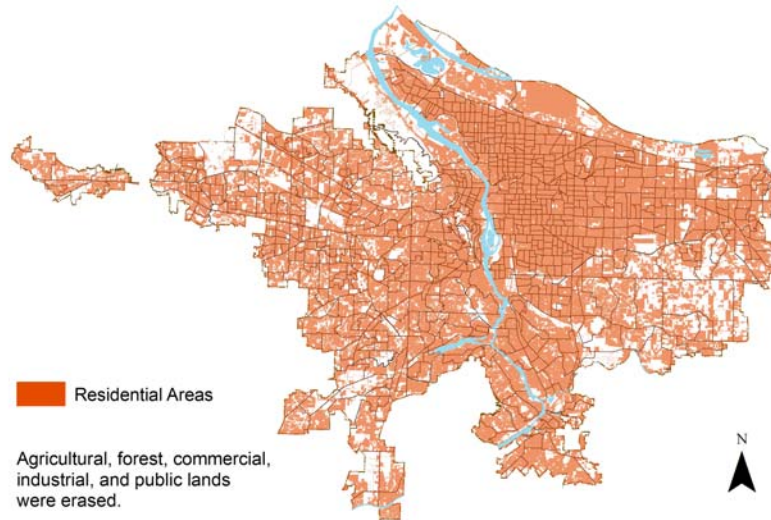 Residential Areas
Agricultural, forest, commercial,
industrial, and public lands
were erased.
N